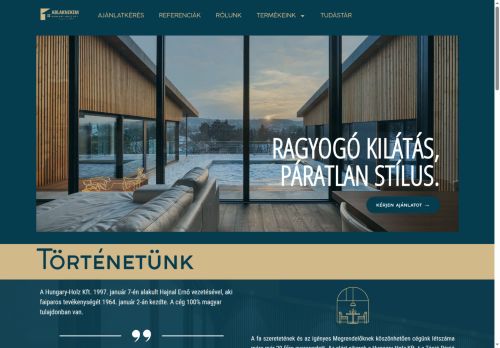 ABLAKNEKEM
AJÁNLATKÉRÉS REFERENCIÁK RÓLUNK TERMÉKEINK TUDÁSTÁR
RAGYOGÓ KILÁTÁS,
PÁRATLAN STÍLUS.
KÉRJEN AJÁNLATOT →
Történetünk
A Hungary-Holz Kft. 1997. január 7-én alakult Hajnal Ernő vezetésével, aki
faiparos tevékenységét 1964. január 2-án kezdte. A cég 100% magyar
tulajdonban van.
A fa szeretetének és az igényes Megrendelőknek köszönhetően cégünk létszáma